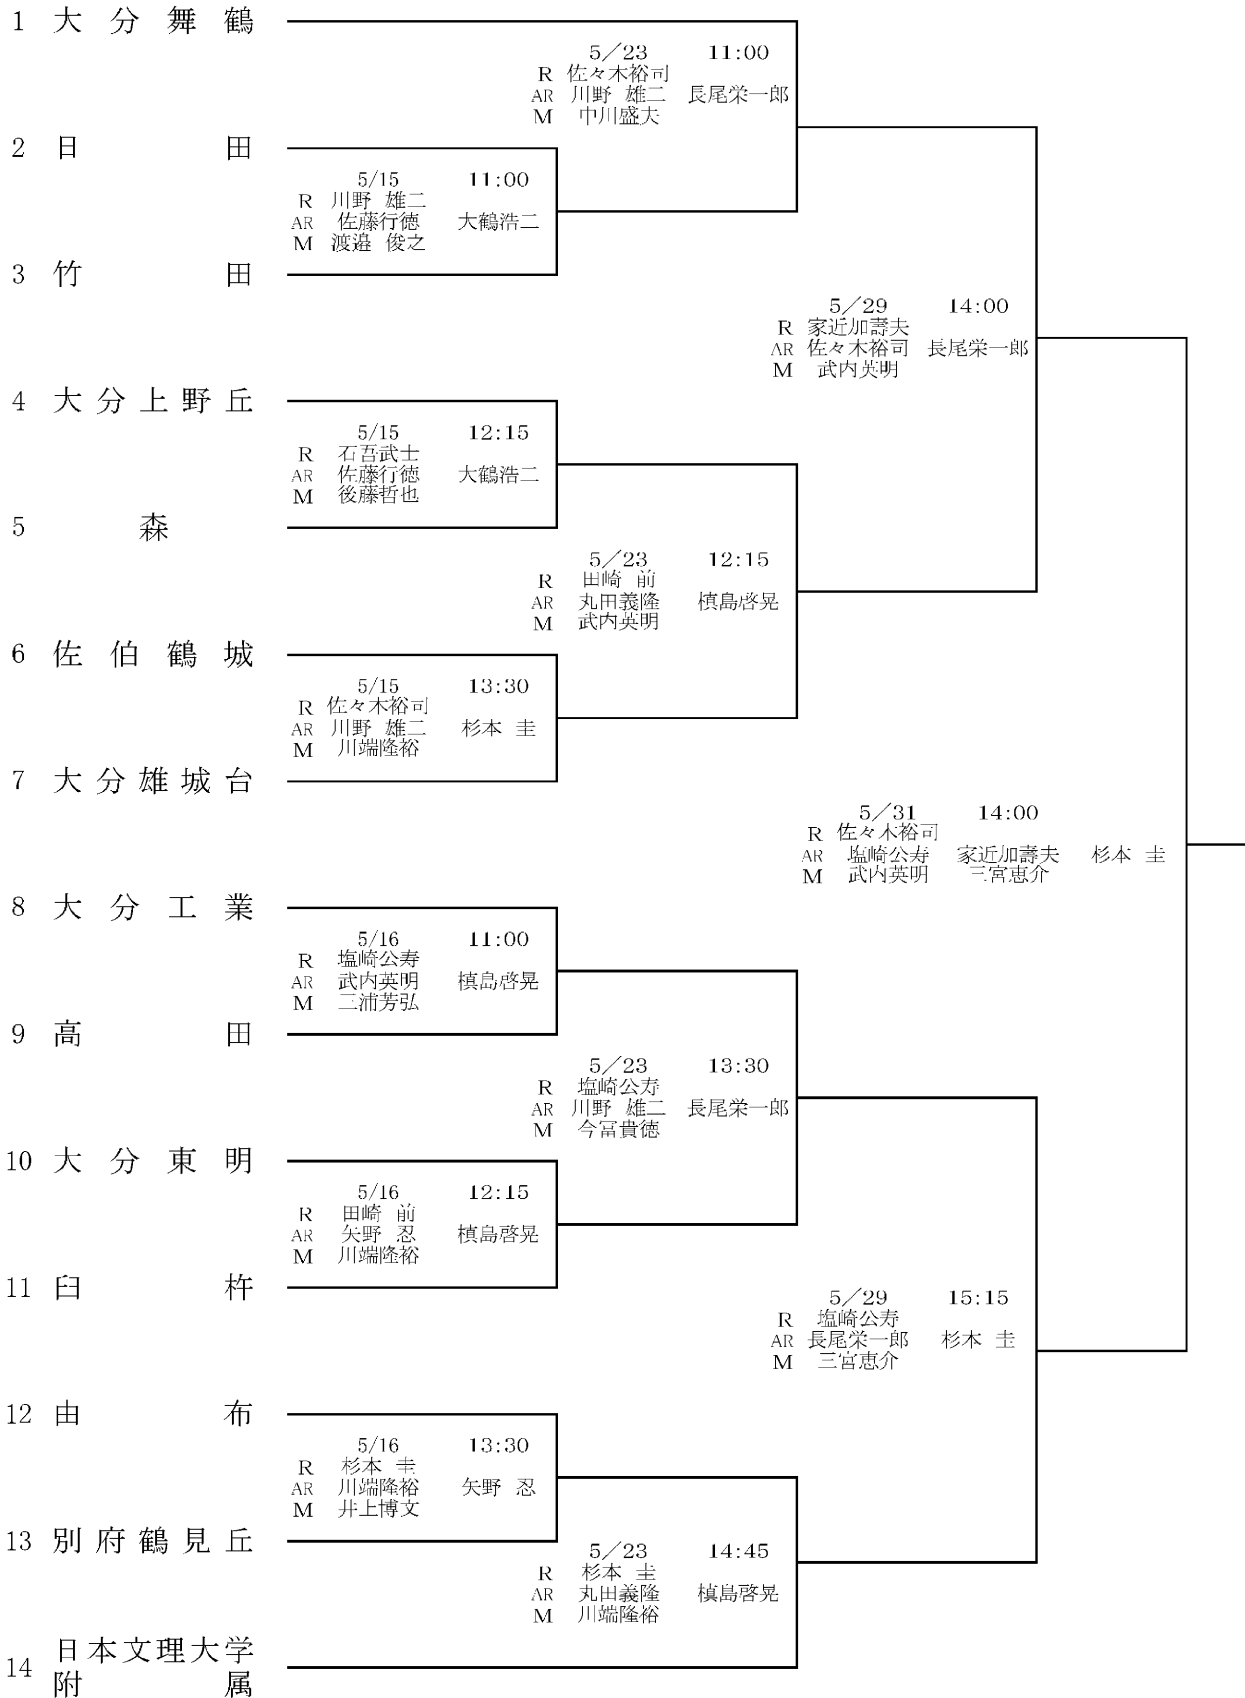 1 大分舞鶴
5／23 11:00
R 佐々木裕司
AR 川野 雄二 長尾栄一郎
M 中川盛夫
2 日田
5/15 11:00
R 川野 雄二
AR 佐藤行徳 大鶴浩二
M 渡邉 俊之
3 竹田
5／29 14:00
R 家近加壽夫
AR 佐々木裕司 長尾栄一郎
M 武内英明
4 大分上野丘
5/15 12:15
R 石吾武士
AR 佐藤行徳 大鶴浩二
M 後藤哲也
5 森
5／23 12:15
R 田崎 前
AR 丸田義隆 槙島啓晃
M 武内英明
6 佐伯鶴城
5/15 13:30
R 佐々木裕司
AR 川野 雄二 杉本 圭
M 川端隆裕
7 大分雄城台
5／31 14:00
R 佐々木裕司
AR 塩崎公寿 家近加壽夫 杉本 圭
M 武内英明 三宮恵介
8 大分工業
5/16 11:00
R 塩崎公寿
AR 武内英明 槙島啓晃
M 三浦芳弘
9 高田
5／23 13:30
R 塩崎公寿
AR 川野 雄二 長尾栄一郎
M 今冨貴徳
10 大分東明
5/16 12:15
R 田崎 前
AR 矢野 忍 槙島啓晃
M 川端隆裕
11 臼杵
5／29 15:15
R 塩崎公寿
AR 長尾栄一郎 杉本 圭
M 三宮恵介
12 由布
5/16 13:30
R 杉本 圭
AR 川端隆裕 矢野 忍
M 井上博文
13 別府鶴見丘
5／23 14:45
R 杉本 圭
AR 丸田義隆 槙島啓晃
M 川端隆裕
14 日本文理大学
附属